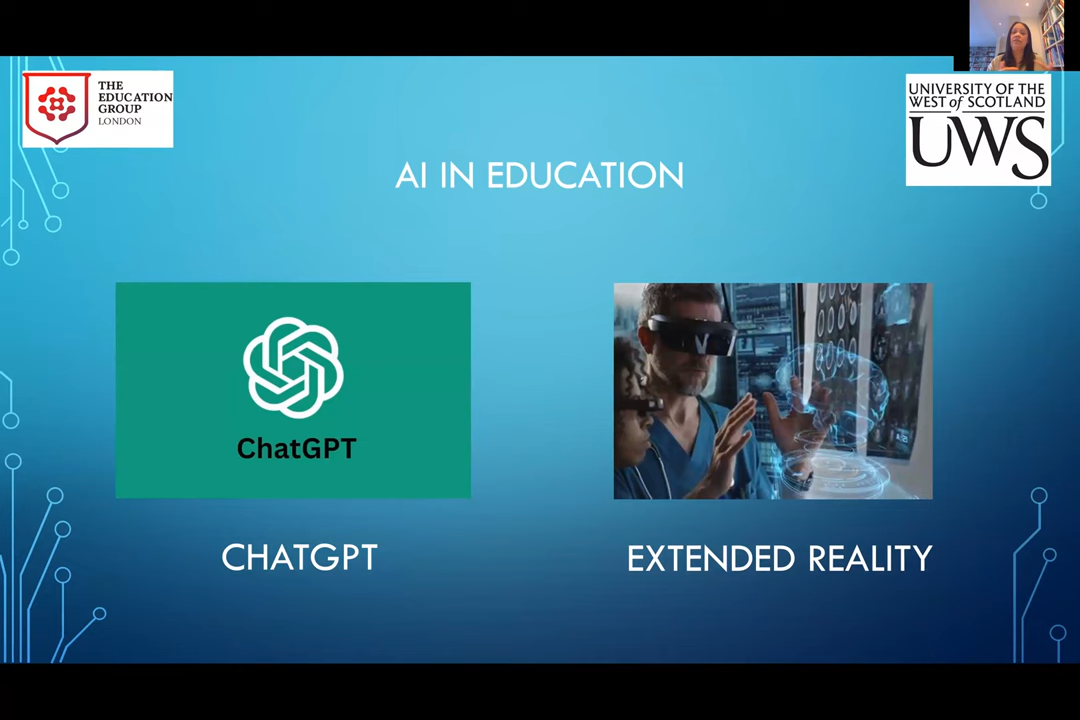 THE
EDUCATION
GROUP
LONDON
UNIVERSITY OF THE
WEST of SCOTLAND
UWS
AI IN EDUCATION
ChatGPT
CHATGPT
EXTENDED REALITY